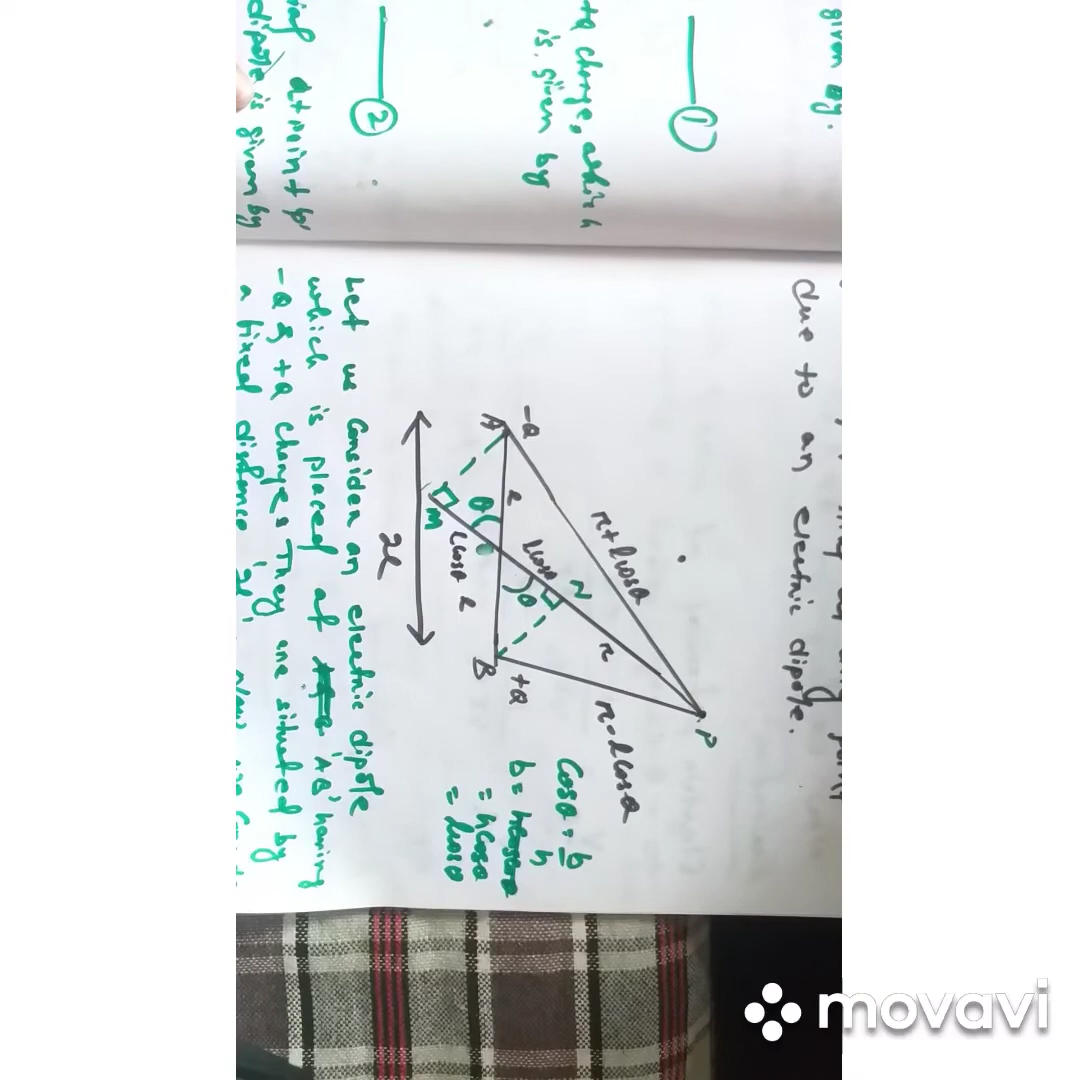 given by.
①
+Q charge, which
is given by
②
at point 'p'
dipole is given by
due to an electric dipole.
P
r+lcosθ
r-lcosθ
N
r
lcosθ
θ
θ
-Q
A
l
B
+Q
M
lcosθ
2l
cosθ = b/h
b = hcosθ
= hcosθ
= lcosθ
Let us consider an electric dipole
which is placed at 'AB' having
-Q & +Q charges They are situated by
a fixed distance '2l'
movavi